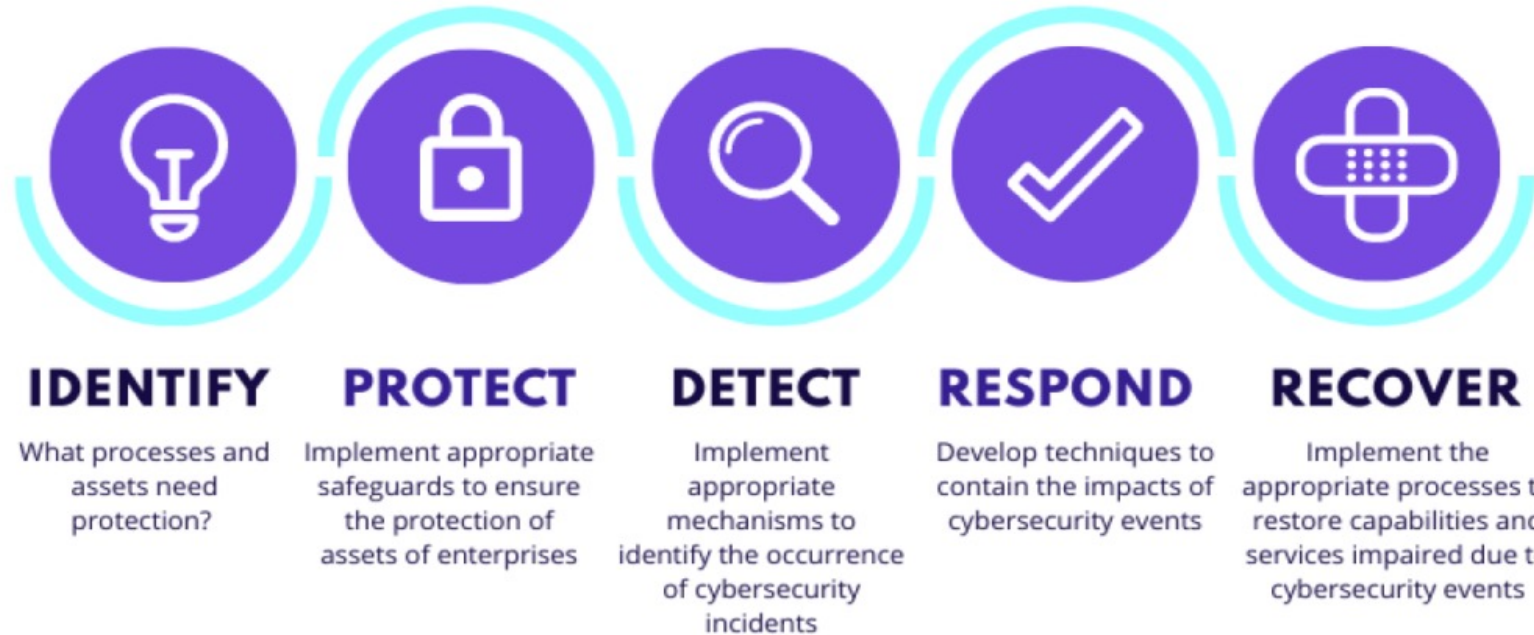 IDENTIFY
What processes and
assets need
protection?
PROTECT
Implement appropriate
safeguards to ensure
the protection of
assets of enterprises
DETECT
Implement
appropriate
mechanisms to
identify the occurrence
of cybersecurity
incidents
RESPOND
Develop techniques to
contain the impacts of
cybersecurity events
RECOVER
Implement the
appropriate processes t
restore capabilities and
services impaired due t
cybersecurity events